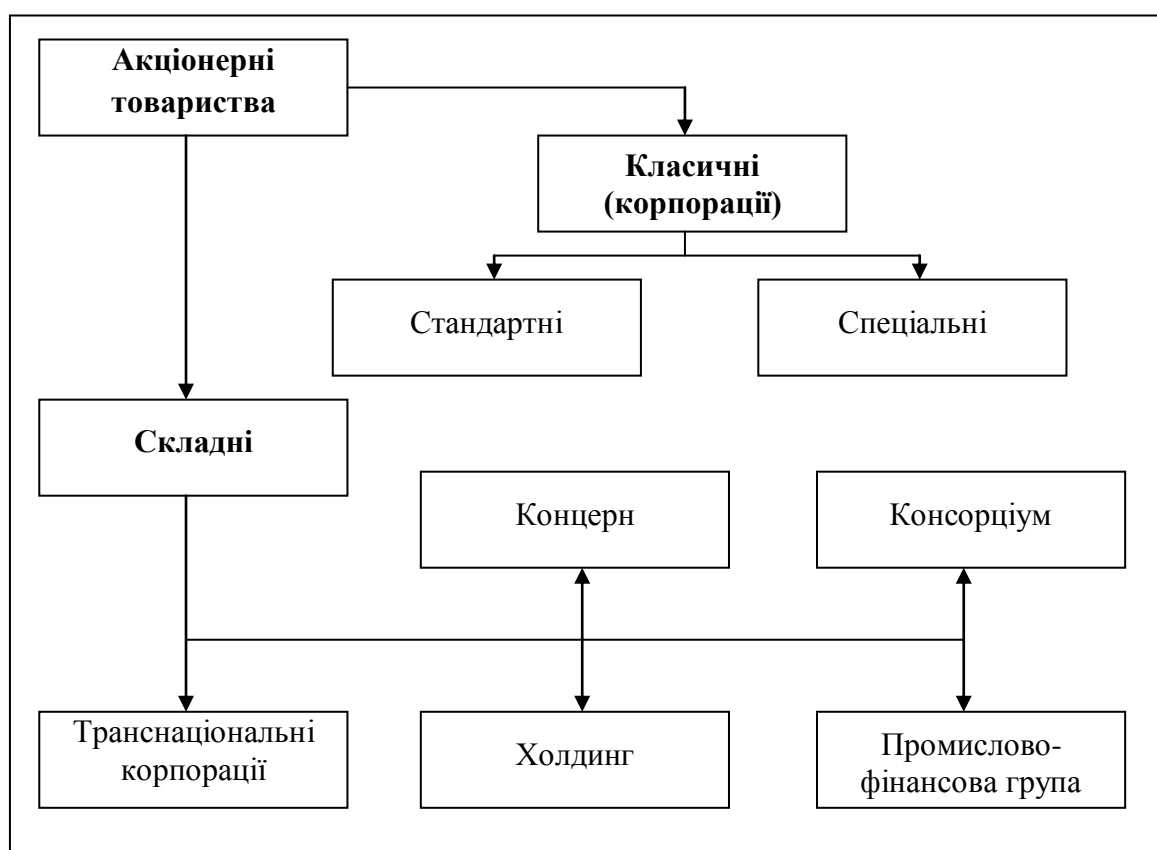 Акціонерні
товариства
Класичні
(корпорації)
Стандартні
Спеціальні
Складні
Концерн
Консорціум
Транснаціональні
корпорації
Холдинг
Промислово-
фінансова група